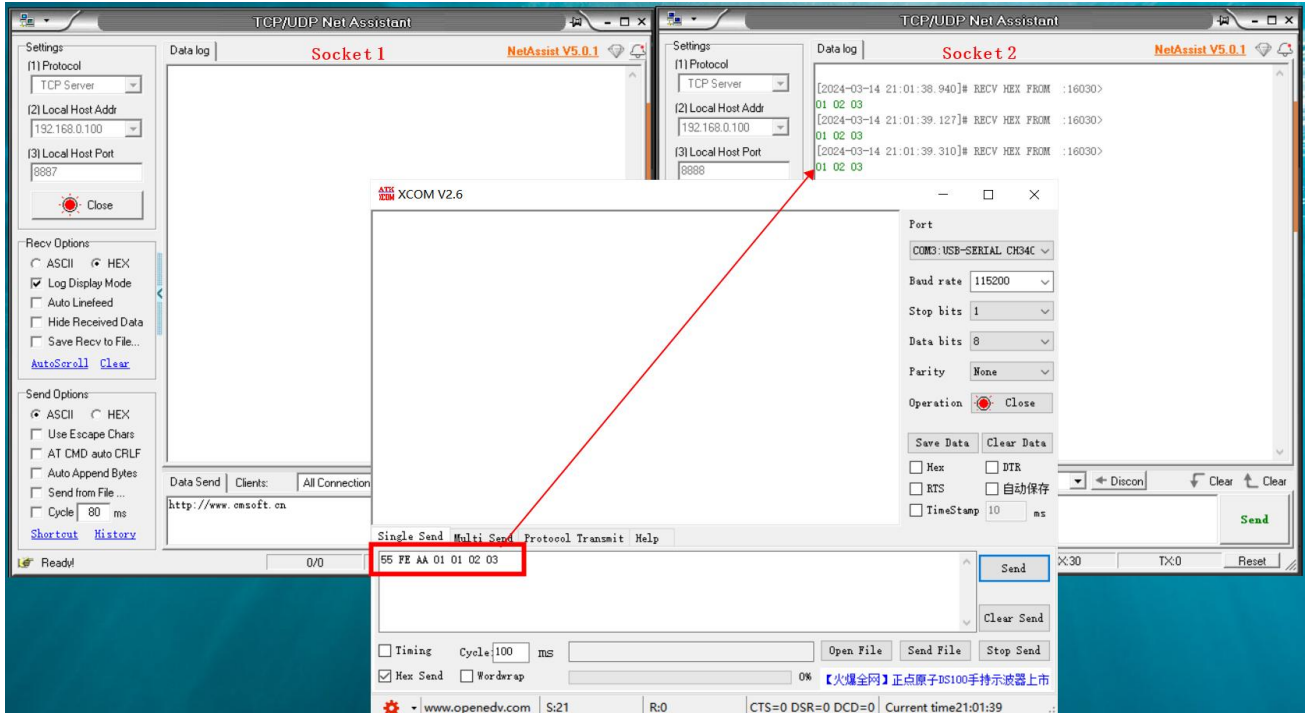 TCP/UDP Net Assistant
Settings
(1) Protocol
TCP Server
(2) Local Host Addr
192.168.0.100
(3) Local Host Port
8887
Close
Recv Options
ASCII HEX
Log Display Mode
Auto Linefeed
Hide Received Data
Save Recv to File...
AutoScroll Clear
Send Options
ASCII HEX
Use Escape Chars
AT CMD auto CRLF
Auto Append Bytes
Send from File ...
Cycle 80 ms
Shortcut History
Data log
Socket 1
NetAssist V5.0.1
Data Send Clients: All Connection
http://www.cmsoft.cn
Ready! 0/0
TCP/UDP Net Assistant
Settings
(1) Protocol
TCP Server
(2) Local Host Addr
192.168.0.100
(3) Local Host Port
8888
Data log
Socket 2
NetAssist V5.0.1
[2024-03-14 21:01:38.940]# RECV HEX FROM :16030>
01 02 03
[2024-03-14 21:01:39.127]# RECV HEX FROM :16030>
01 02 03
[2024-03-14 21:01:39.310]# RECV HEX FROM :16030>
01 02 03
Discon Clear Clear
Send
X:30 TX:0 Reset
ATK XCOM
XCOM V2.6
Port
COM3:USB-SERIAL CH340
Baud rate 115200
Stop bits 1
Data bits 8
Parity None
Operation Close
Save Data Clear Data
Hex DTR
RTS 自动保存
TimeStamp 10 ms
Single Send Multi Send Protocol Transmit Help
55 FE AA 01 01 02 03
Send
Clear Send
Timing Cycle: 100 ms Open File Send File Stop Send
Hex Send Wordwrap 0% 【火爆全网】正点原子DS100手持示波器上市
www.openedv.com S:21 R:0 CTS=0 DSR=0 DCD=0 Current time21:01:39